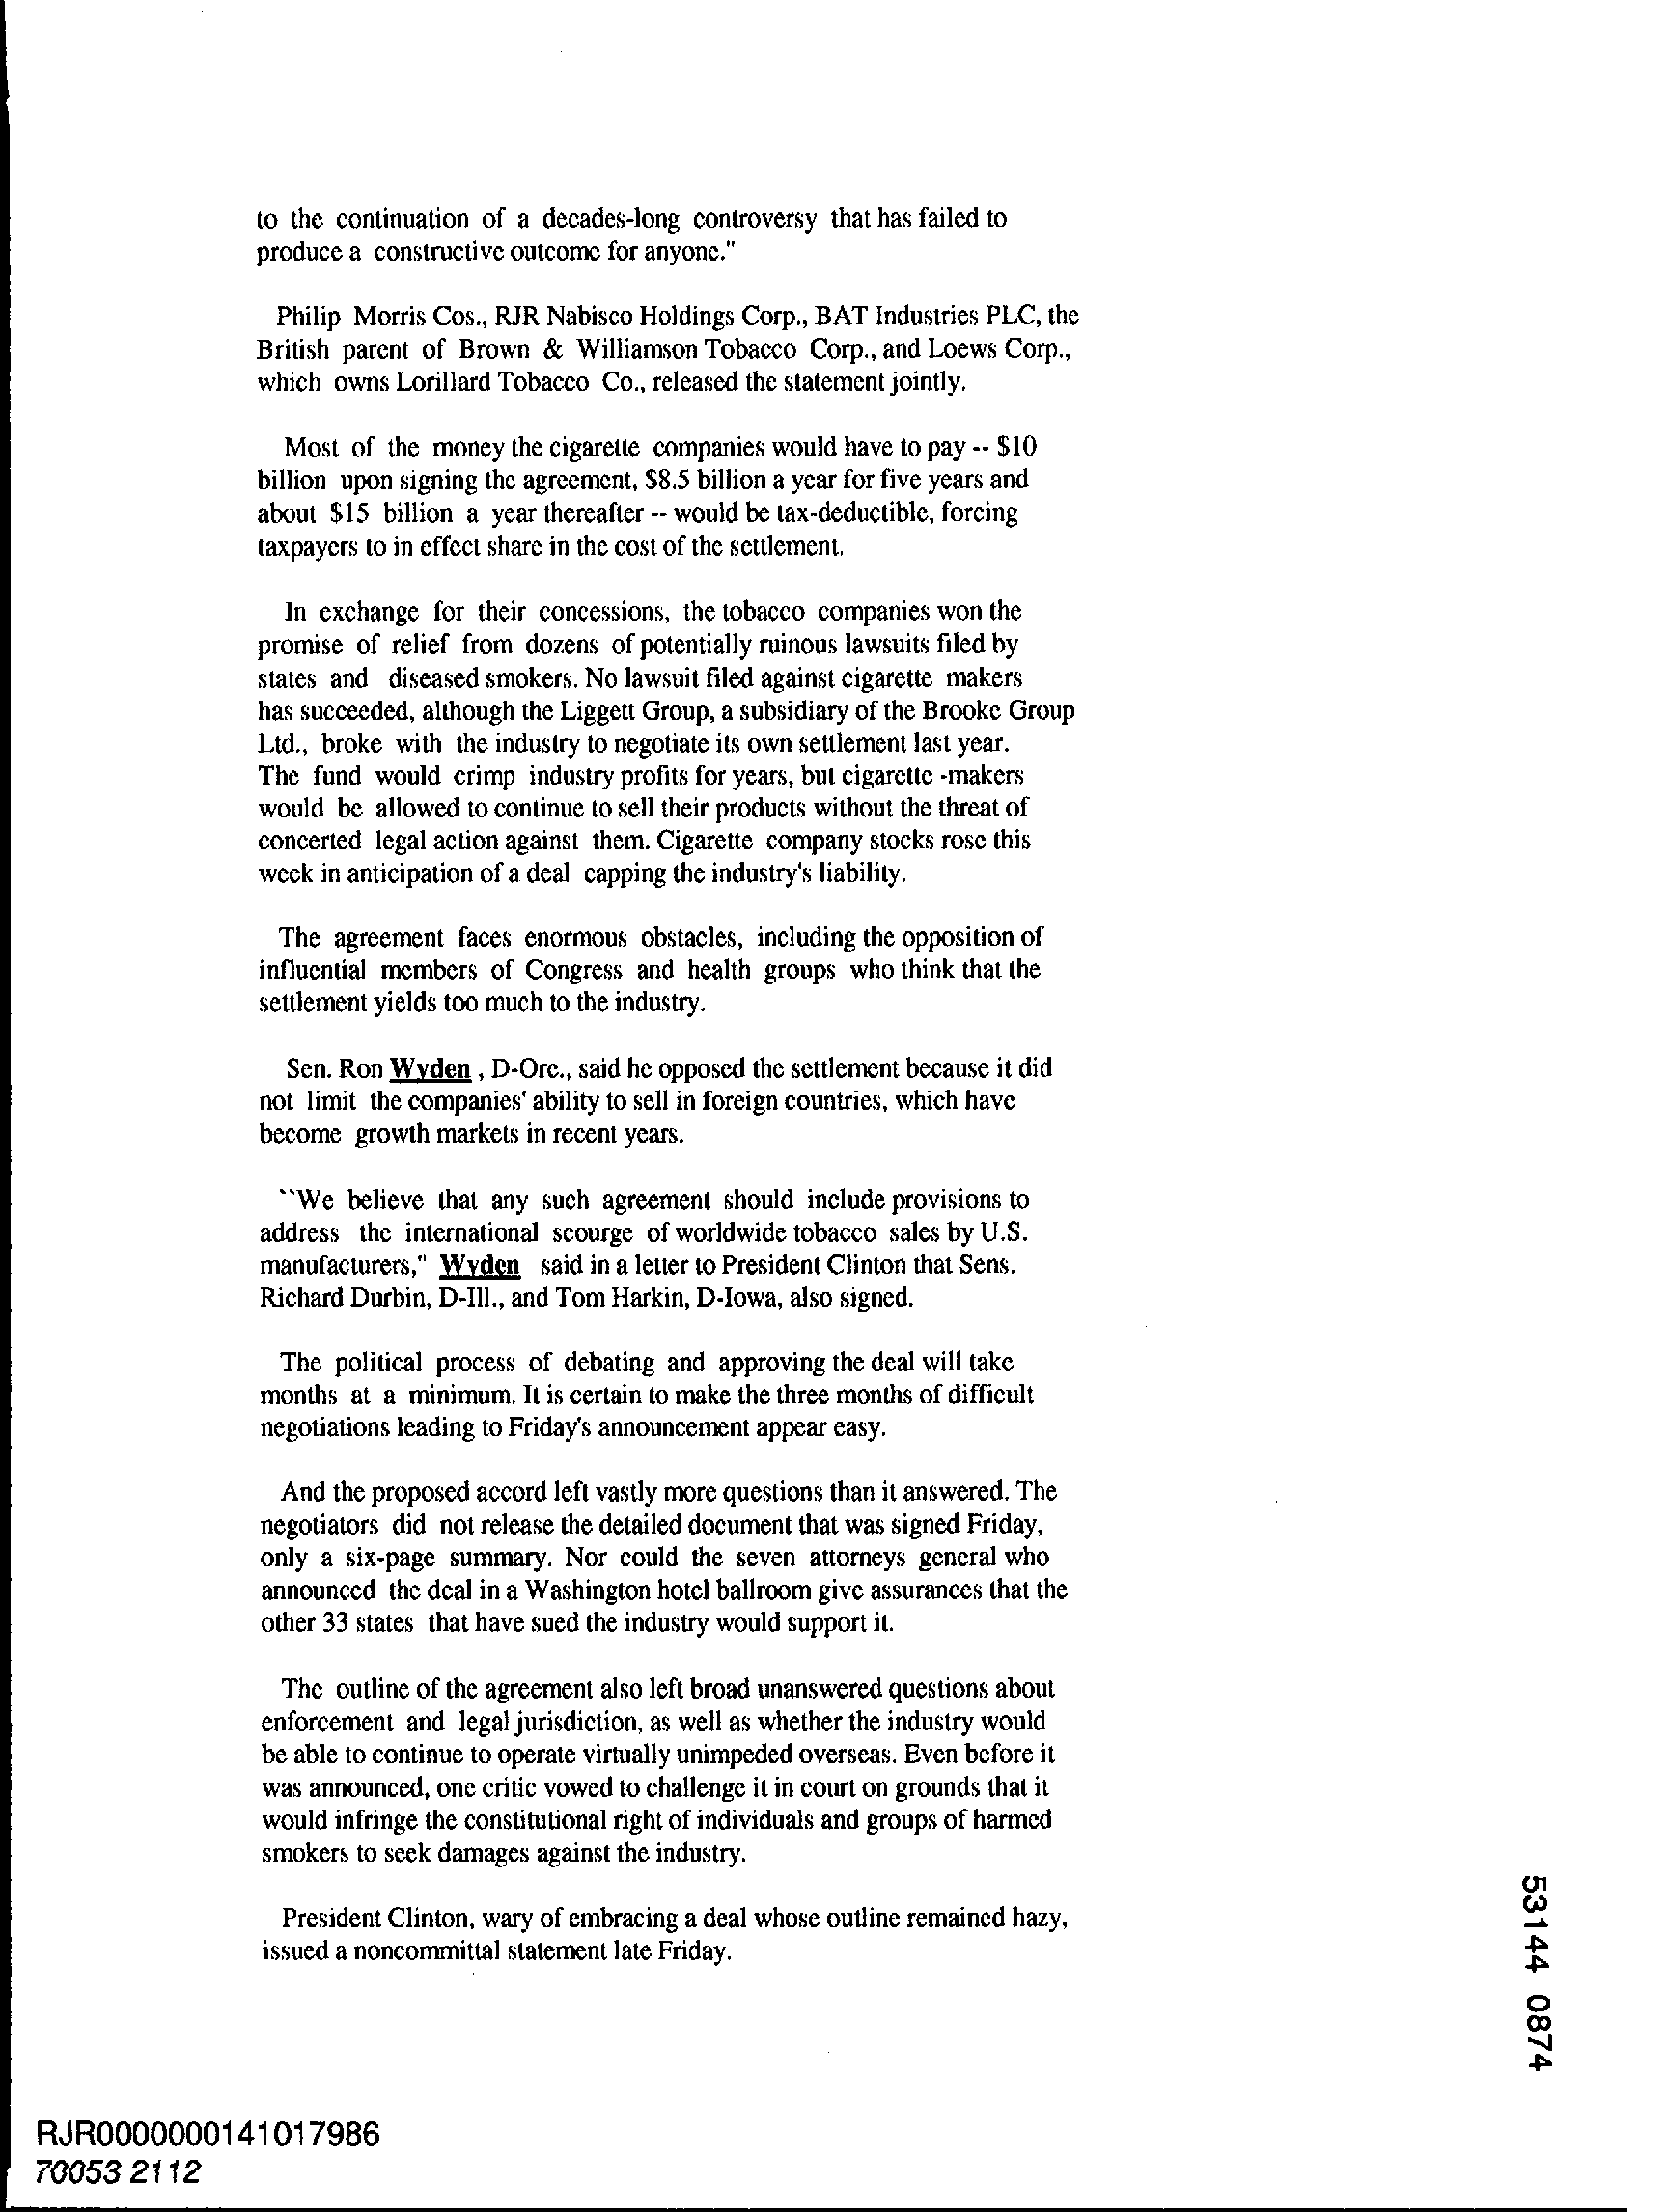 to the continuation of a decades-long controversy that has failed to
produce a constructive outcome for anyone."
Philip Morris Cos., RJR Nabisco Holdings Corp., BAT Industries PLC, the
British parent of Brown & Williamson Tobacco Corp., and Loews Corp.,
which owns Lorillard Tobacco Co., released the statement jointly.
Most of the money the cigarette companies would have to pay -- $10
billion upon signing the agreement, $8.5 billion a year for five years and
about $15 billion a year thereafter -- would be tax-deductible, forcing
taxpayers to in effect share in the cost of the settlement.
In exchange for their concessions, the tobacco companies won the
promise of relief from dozens of potentially ruinous lawsuits filed by
states and diseased smokers. No lawsuit filed against cigarette makers
has succeeded, although the Liggett Group, a subsidiary of the Brooke Group
Ltd., broke with the industry to negotiate its own settlement last year.
The fund would crimp industry profits for years, but cigarette -makers
would be allowed to continue to sell their products without the threat of
concerted legal action against them. Cigarette company stocks rose this
week in anticipation of a deal capping the industry's liability.
The agreement faces enormous obstacles, including the opposition of
influential members of Congress and health groups who think that the
settlement yields too much to the industry.
Sen. Ron Wyden , D-Ore., said he opposed the settlement because it did
not limit the companies' ability to sell in foreign countries, which have
become growth markets in recent years.
``We believe that any such agreement should include provisions to
address the international scourge of worldwide tobacco sales by U.S.
manufacturers," Wyden said in a letter to President Clinton that Sens.
Richard Durbin, D-Ill., and Tom Harkin, D-Iowa, also signed.
The political process of debating and approving the deal will take
months at a minimum. It is certain to make the three months of difficult
negotiations leading to Friday's announcement appear easy.
And the proposed accord left vastly more questions than it answered. The
negotiators did not release the detailed document that was signed Friday,
only a six-page summary. Nor could the seven attorneys general who
announced the deal in a Washington hotel ballroom give assurances that the
other 33 states that have sued the industry would support it.
The outline of the agreement also left broad unanswered questions about
enforcement and legal jurisdiction, as well as whether the industry would
be able to continue to operate virtually unimpeded overseas. Even before it
was announced, one critic vowed to challenge it in court on grounds that it
would infringe the constitutional right of individuals and groups of harmed
smokers to seek damages against the industry.
President Clinton, wary of embracing a deal whose outline remained hazy,
issued a noncommittal statement late Friday.
53144 0874
RJR0000000141017986
70053 2112